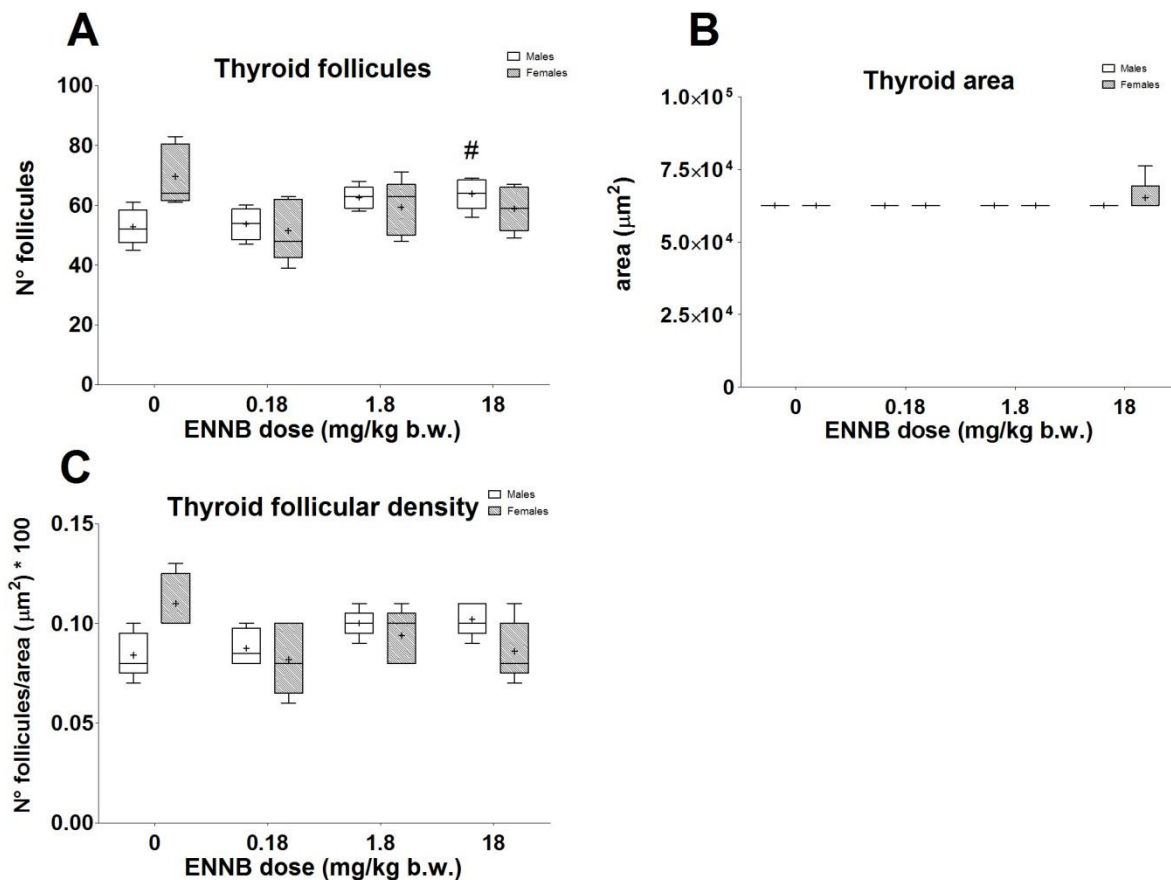 A
Thyroid follicules
Males
Females
N° follicules
100
80
60
40
20
0
#
0 0.18 1.8 18
ENNB dose (mg/kg b.w.)
B
Thyroid area
Males
Females
area (μm²)
1.0×10⁵
7.5×10⁴
5.0×10⁴
2.5×10⁴
0
0 0.18 1.8 18
ENNB dose (mg/kg b.w.)
C
Thyroid follicular density
Males
Females
N° follicules/area (μm²) * 100
0.15
0.10
0.05
0.00
0 0.18 1.8 18
ENNB dose (mg/kg b.w.)